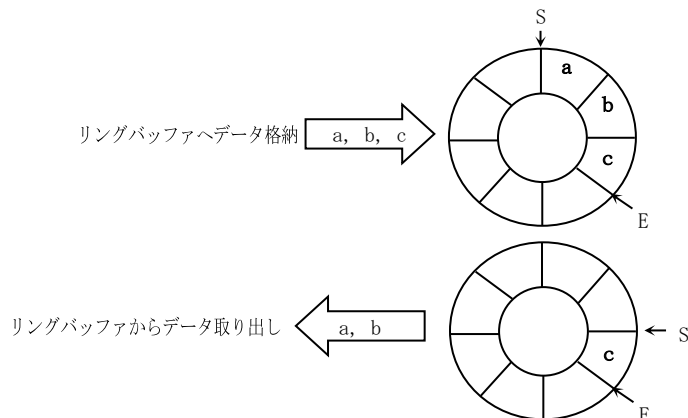 S
a
b
リングバッファへデータ格納
a, b, c
c
E
リングバッファからデータ取り出し
a, b
S
c
E